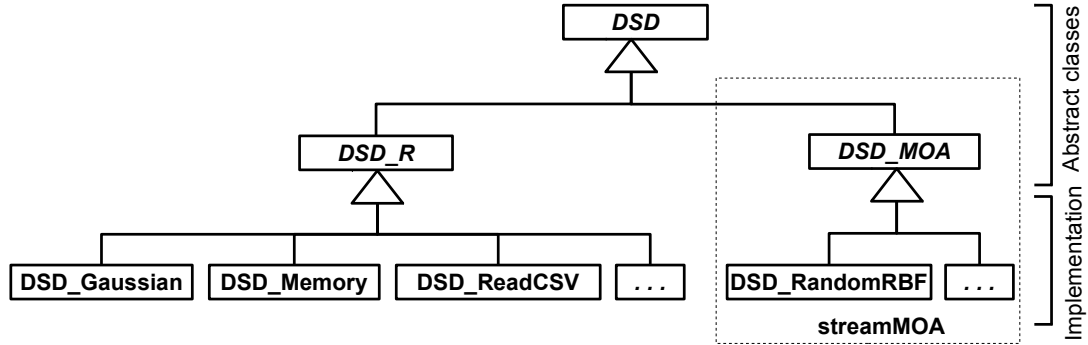 DSD
DSD_R
DSD_MOA
DSD_Gaussian
DSD_Memory
DSD_ReadCSV
. . .
DSD_RandomRBF
. . .
streamMOA
Abstract classes
Implementation